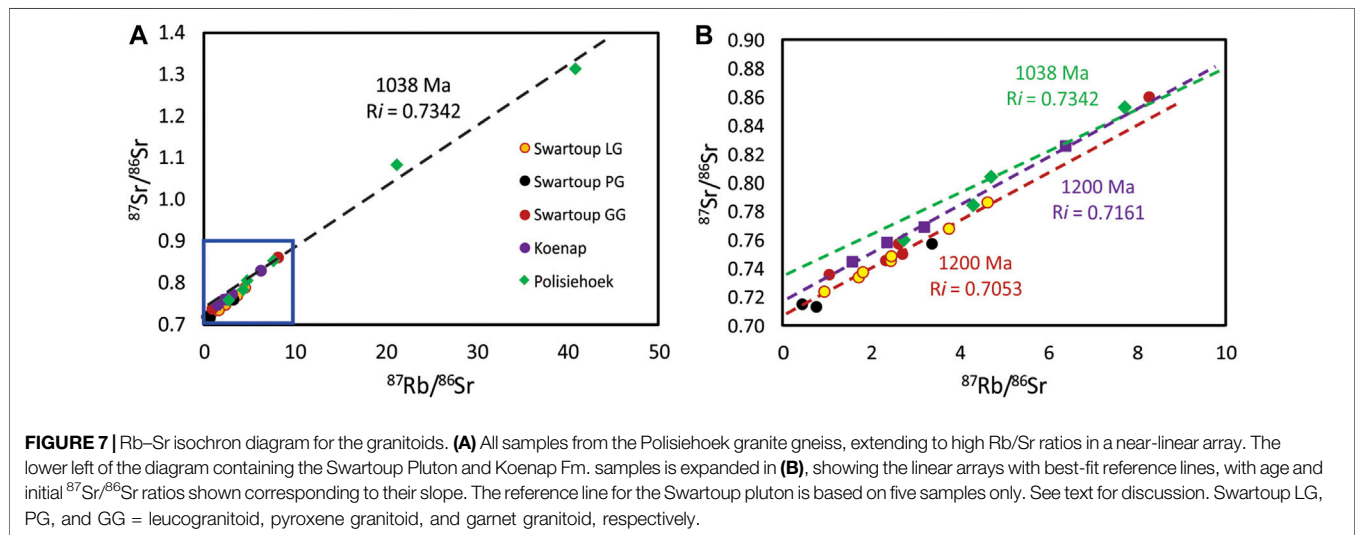 A
1.4
1.3
1.2
1.1
1.0
0.9
0.8
0.7
⁸⁷Sr/⁸⁶Sr
1038 Ma
Ri = 0.7342
Swartoup LG
Swartoup PG
Swartoup GG
Koenap
Polisiehoek
0 10 20 30 40 50
⁸⁷Rb/⁸⁶Sr
B
0.90
0.88
0.86
0.84
0.82
0.80
0.78
0.76
0.74
0.72
0.70
⁸⁷Sr/⁸⁶Sr
1038 Ma
Ri = 0.7342
1200 Ma
Ri = 0.7161
1200 Ma
Ri = 0.7053
0 2 4 6 8 10
⁸⁷Rb/⁸⁶Sr
FIGURE 7 | Rb–Sr isochron diagram for the granitoids. (A) All samples from the Polisiehoek granite gneiss, extending to high Rb/Sr ratios in a near-linear array. The
lower left of the diagram containing the Swartoup Pluton and Koenap Fm. samples is expanded in (B), showing the linear arrays with best-fit reference lines, with age and
initial ⁸⁷Sr/⁸⁶Sr ratios shown corresponding to their slope. The reference line for the Swartoup pluton is based on five samples only. See text for discussion. Swartoup LG,
PG, and GG = leucogranitoid, pyroxene granitoid, and garnet granitoid, respectively.